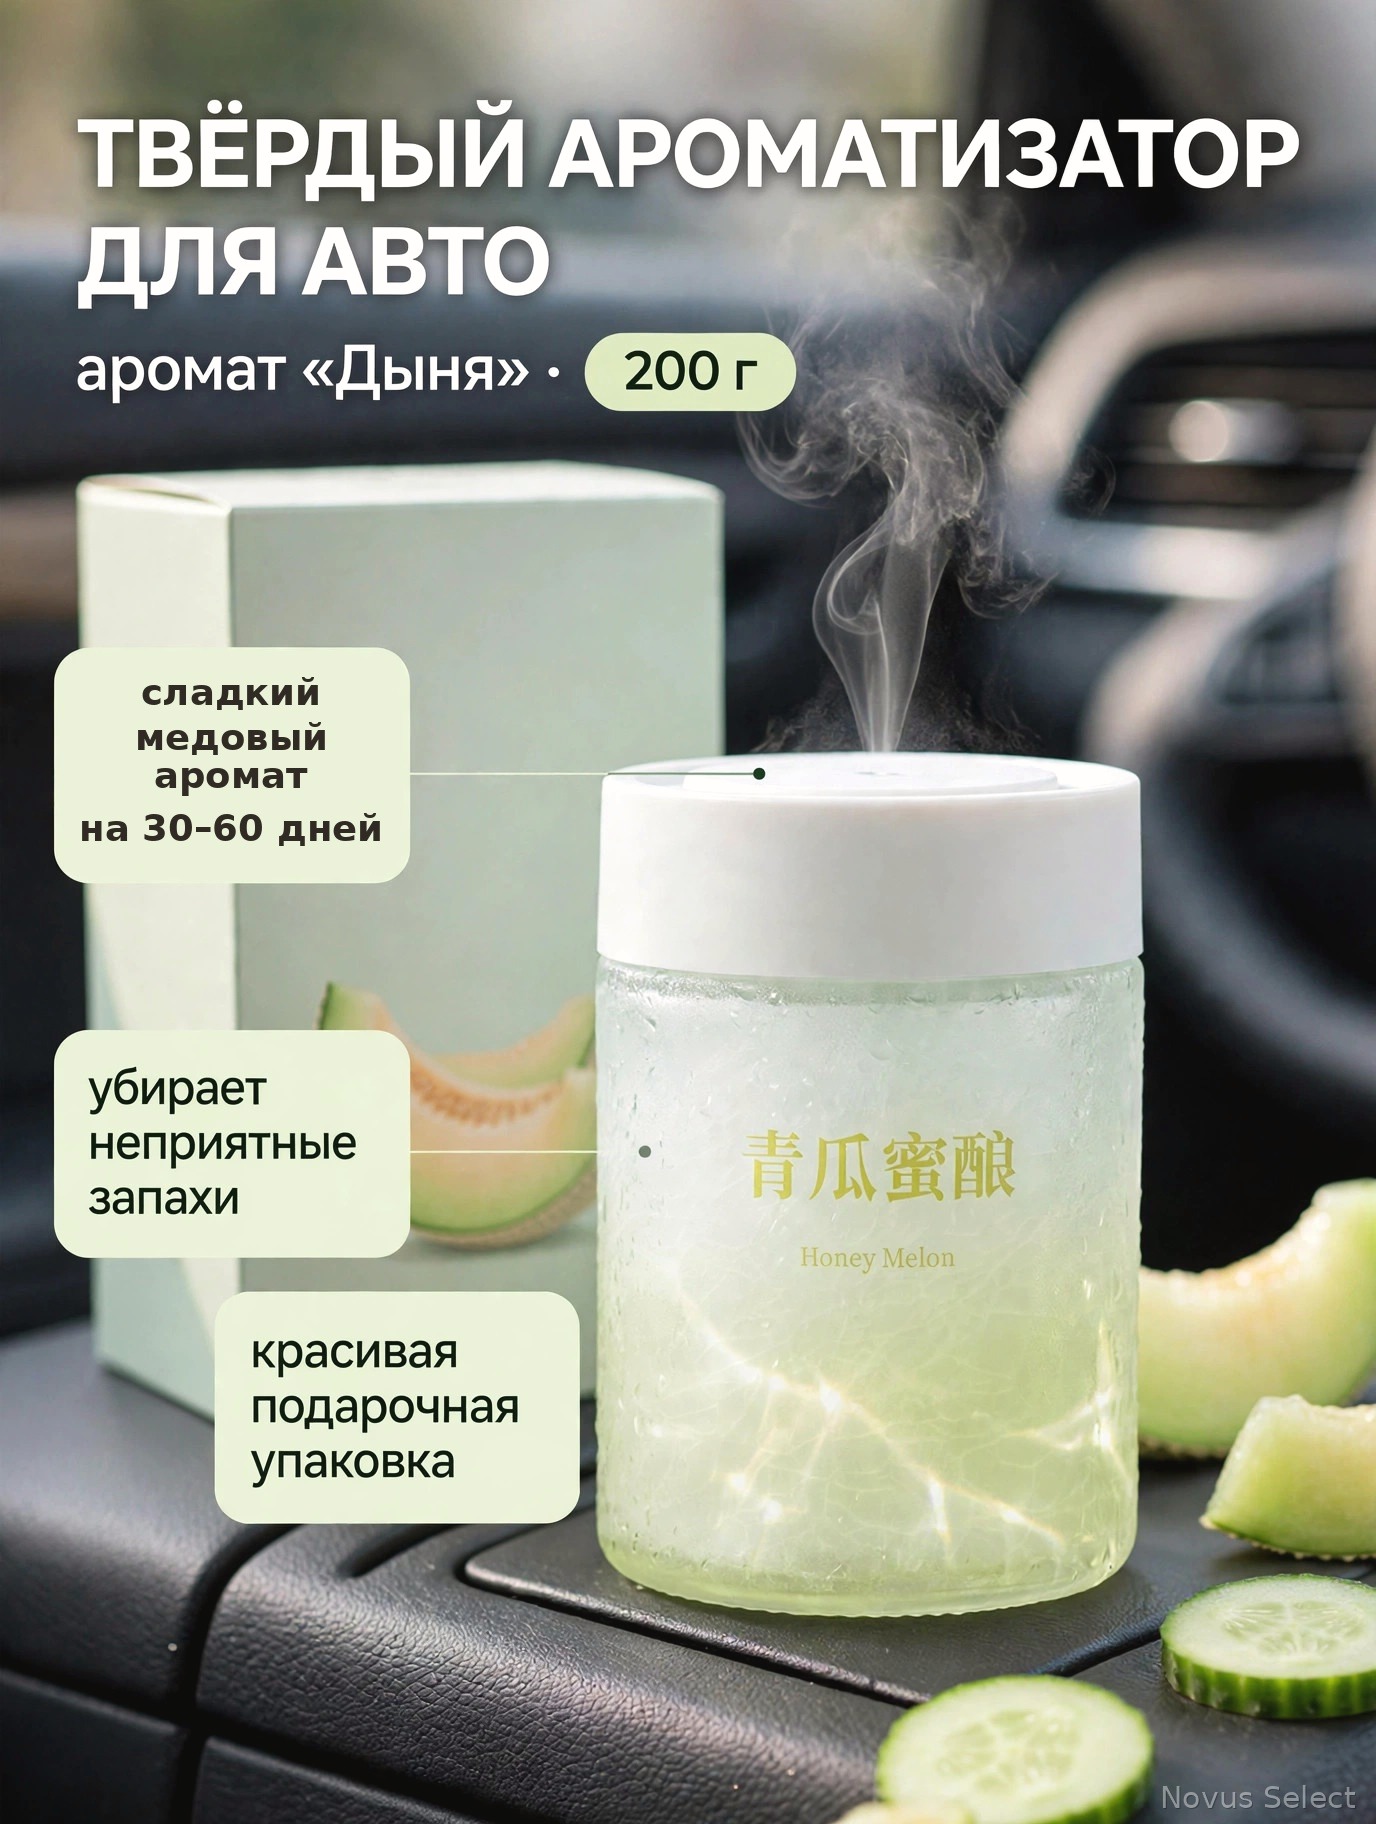 ТВЁРДЫЙ АРОМАТИЗАТОР
ДЛЯ АВТО
аромат «Дыня» · 200 г
сладкий
медовый
аромат
на 30–60 дней
убирает
неприятные
запахи
красивая
подарочная
упаковка
青瓜蜜酿
Honey Melon
Novus Select